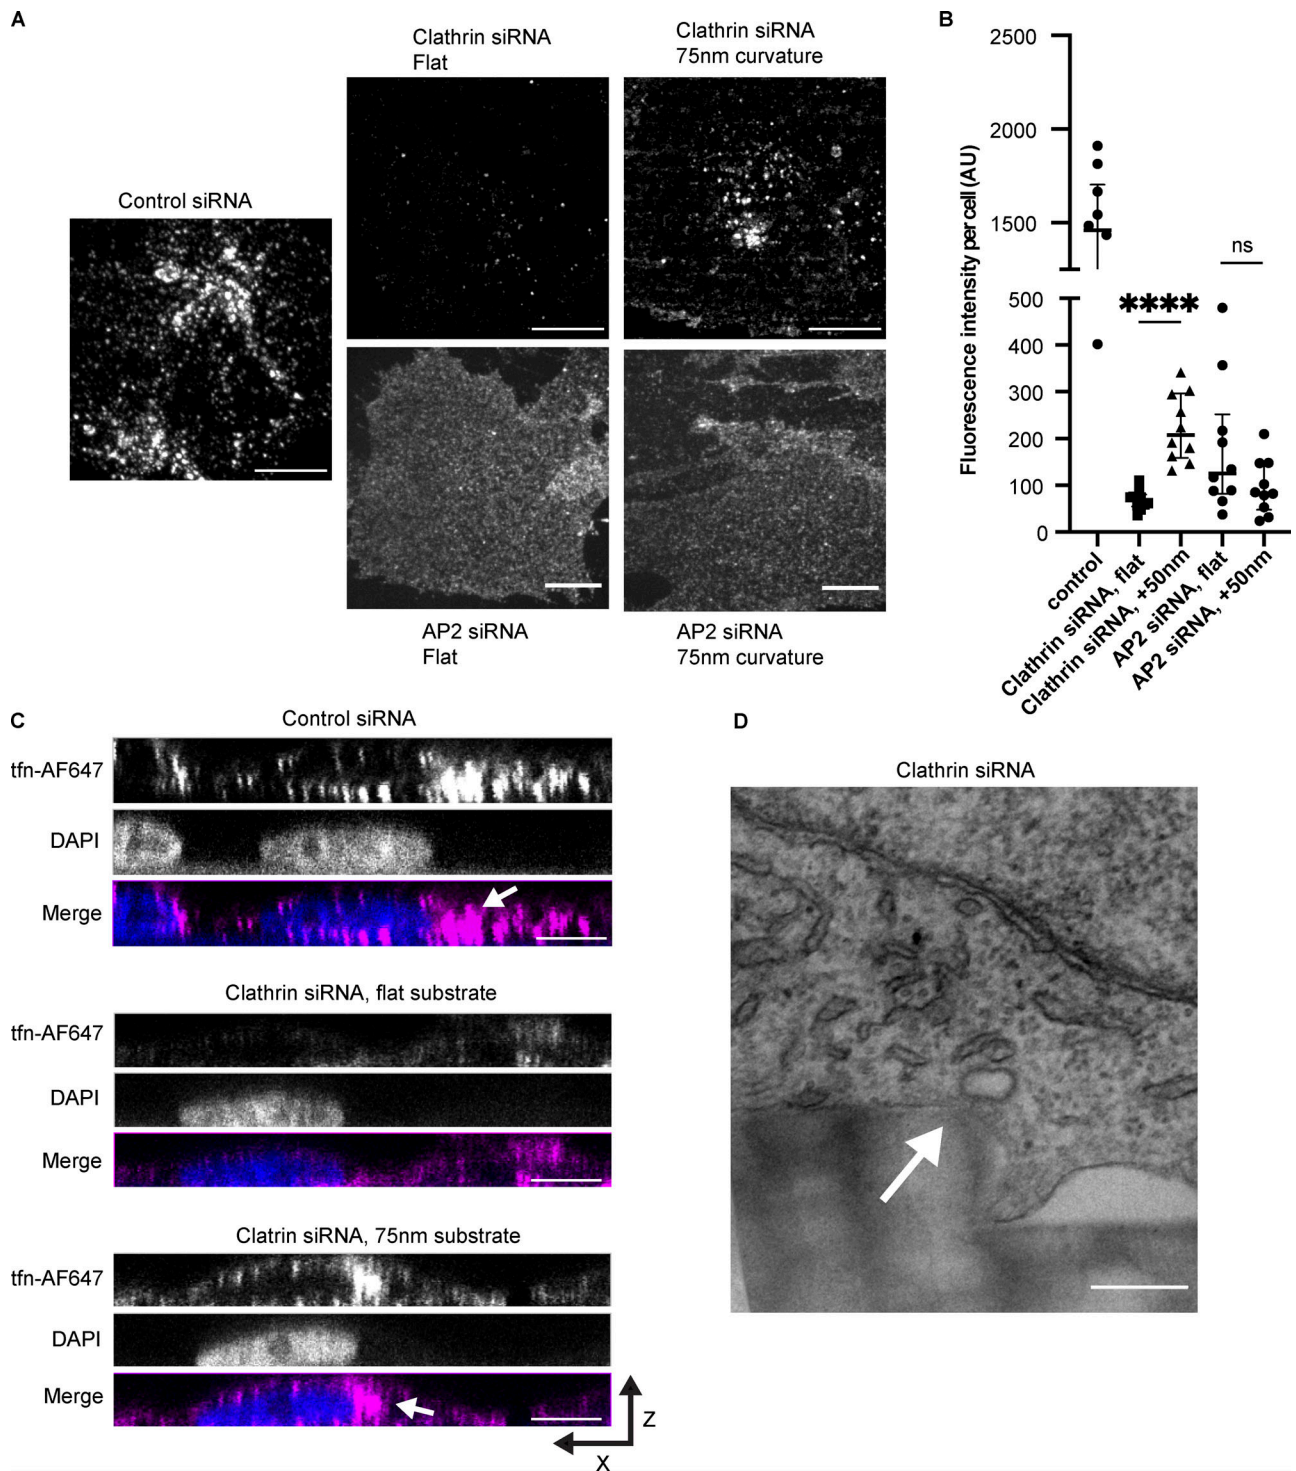 A
Clathrin siRNA
Flat
Clathrin siRNA
75nm curvature
Control siRNA
AP2 siRNA
Flat
AP2 siRNA
75nm curvature
B
Fluorescence intensity per cell (AU)
2500
2000
1500
500
400
300
200
100
0
****
ns
control
Clathrin siRNA, flat
Clathrin siRNA, +50nm
AP2 siRNA, flat
AP2 siRNA, +50nm
C
Control siRNA
tfn-AF647
DAPI
Merge
Clathrin siRNA, flat substrate
tfn-AF647
DAPI
Merge
Clatrin siRNA, 75nm substrate
tfn-AF647
DAPI
Merge
Z
X
D
Clathrin siRNA